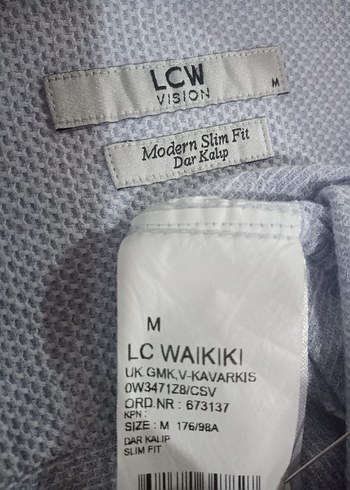 LCW
VISION
M
Modern Slim Fit
Dar Kalıp
M
LC WAIKIKI
UK.GMK,V-KAVARKIS
0W3471Z8/CSV
ORD.NR : 673137
KPN :
SIZE : M 176/98A
DAR KALIP
SLIM FIT